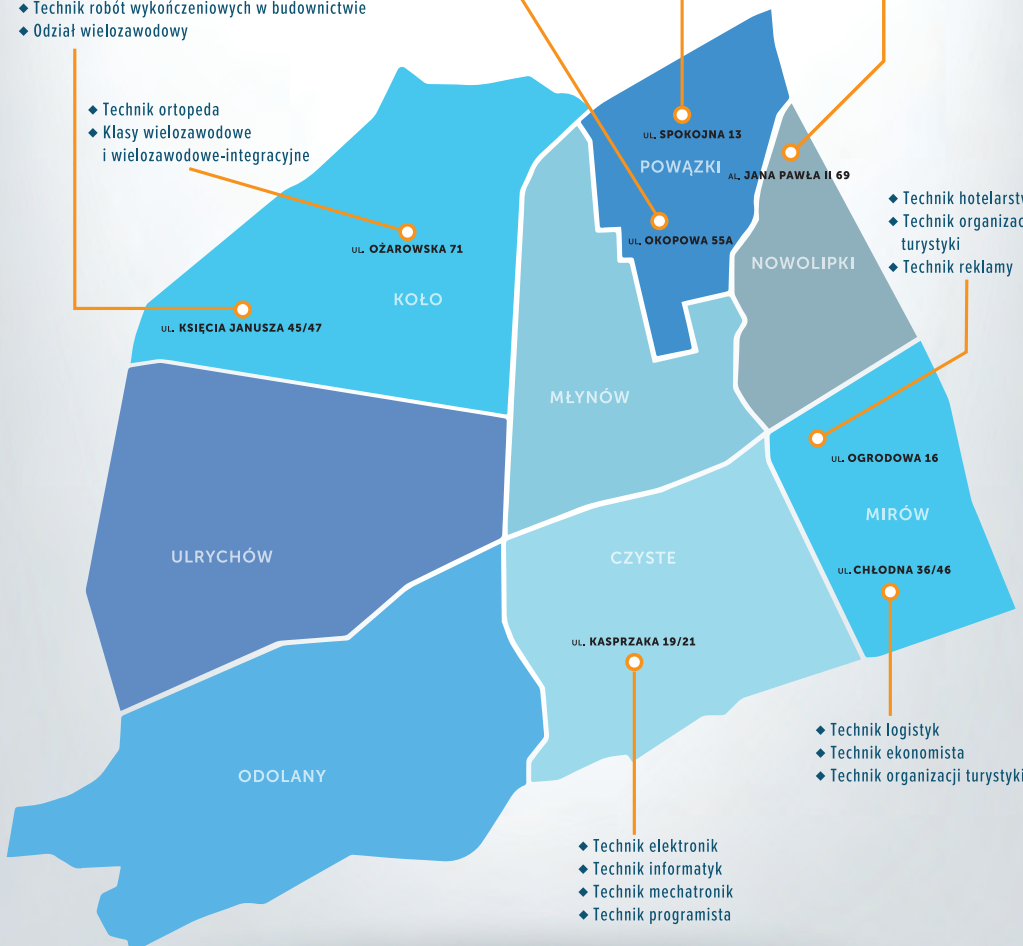 ◆ Technik robót wykończeniowych w budownictwie
◆ Odział wielozawodowy
◆ Technik ortopeda
◆ Klasy wielozawodowe
i wielozawodowe-integracyjne
UL. SPOKOJNA 13
POWĄZKI
AL. JANA PAWŁA II 69
◆ Technik hotelarstw
◆ Technik organizac
turystyki
◆ Technik reklamy
UL. OŻAROWSKA 71
UL. OKOPOWA 55A
NOWOLIPKI
KOŁO
UL. KSIĘCIA JANUSZA 45/47
MŁYNÓW
UL. OGRODOWA 16
MIRÓW
ULRYCHÓW
CZYSTE
UL. CHŁODNA 36/46
UL. KASPRZAKA 19/21
◆ Technik logistyk
◆ Technik ekonomista
◆ Technik organizacji turystyki
ODOLANY
◆ Technik elektronik
◆ Technik informatyk
◆ Technik mechatronik
◆ Technik programista